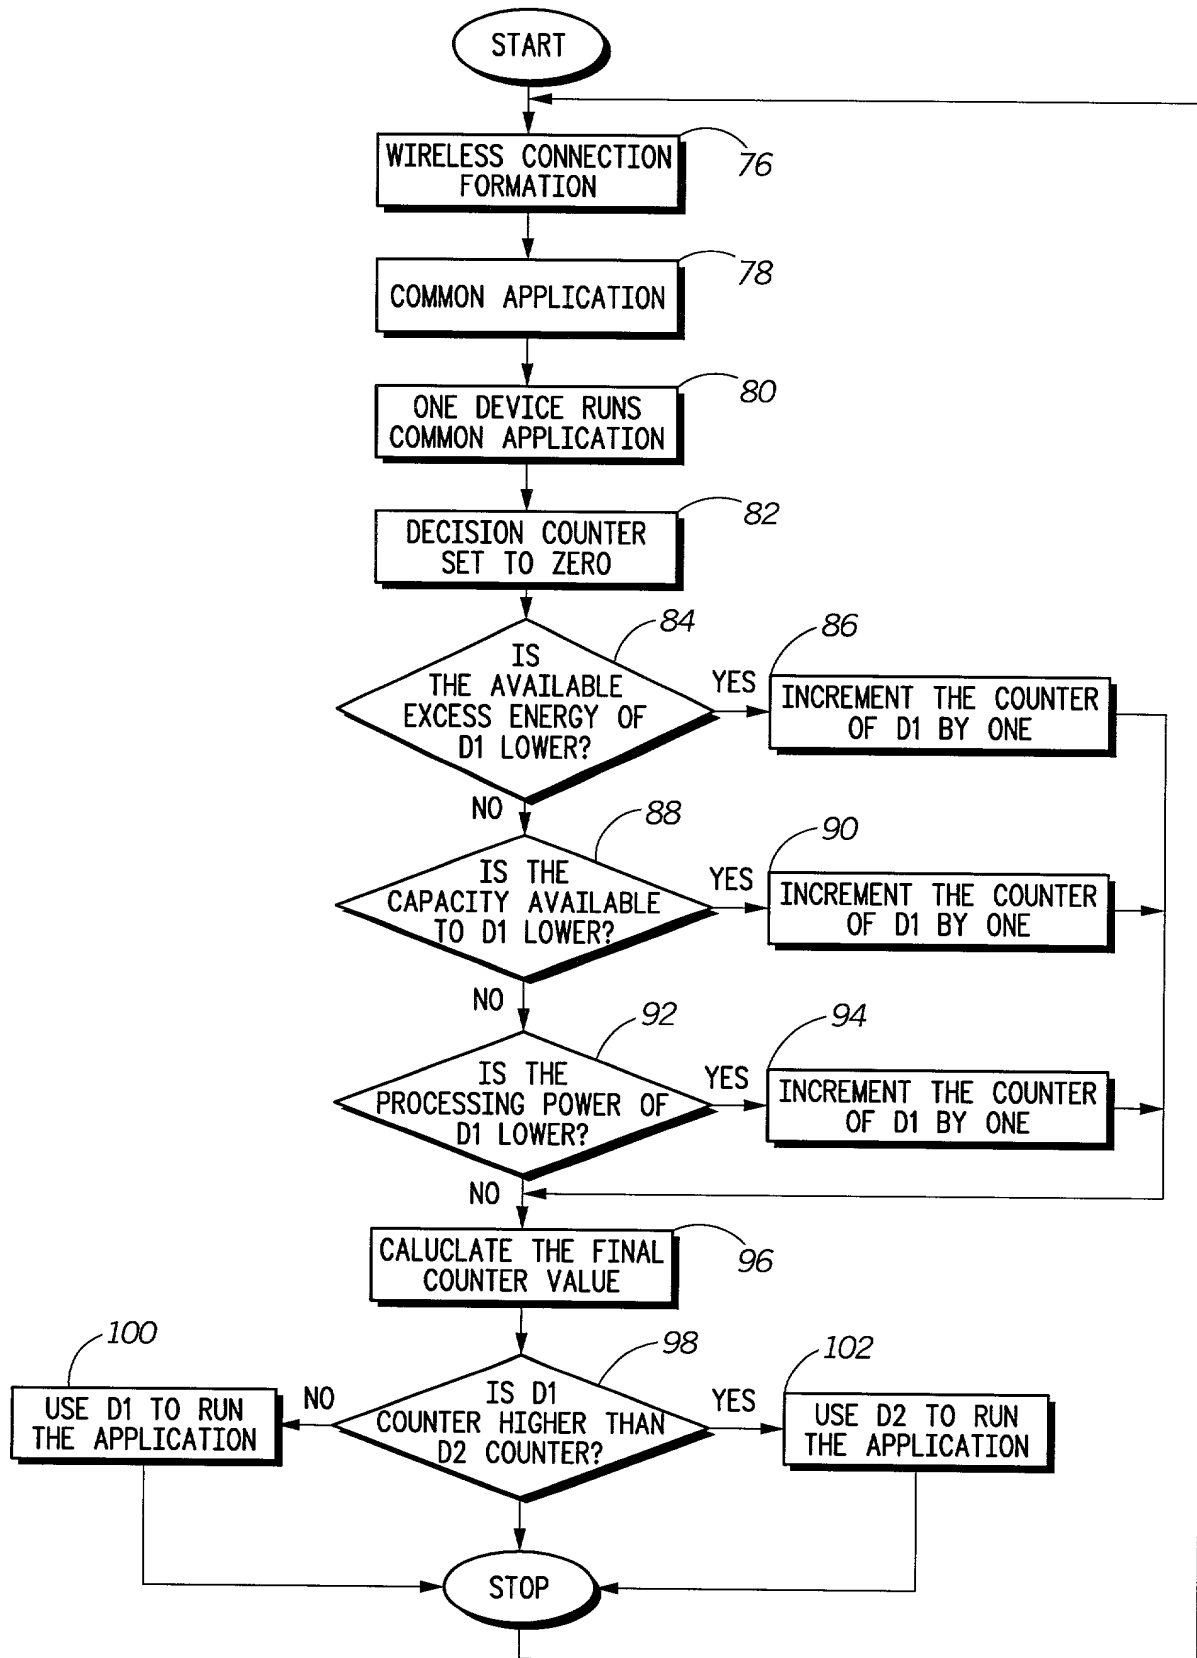 START
WIRELESS CONNECTION
FORMATION
76
COMMON APPLICATION
78
ONE DEVICE RUNS
COMMON APPLICATION
80
DECISION COUNTER
SET TO ZERO
82
IS
THE AVAILABLE
EXCESS ENERGY OF
D1 LOWER?
84
YES
INCREMENT THE COUNTER
OF D1 BY ONE
86
NO
IS THE
CAPACITY AVAILABLE
TO D1 LOWER?
88
YES
INCREMENT THE COUNTER
OF D1 BY ONE
90
NO
IS THE
PROCESSING POWER OF
D1 LOWER?
92
YES
INCREMENT THE COUNTER
OF D1 BY ONE
94
NO
CALUCLATE THE FINAL
COUNTER VALUE
96
IS D1
COUNTER HIGHER THAN
D2 COUNTER?
98
NO
USE D1 TO RUN
THE APPLICATION
100
YES
USE D2 TO RUN
THE APPLICATION
102
STOP